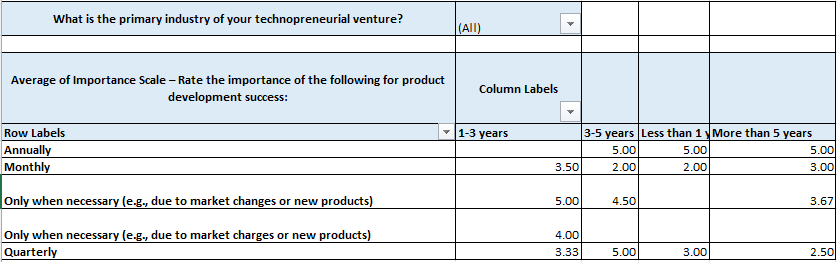 What is the primary industry of your technopreneurial venture? (All)
Average of Importance Scale – Rate the importance of the following for product
development success:
Column Labels
Row Labels 1-3 years 3-5 years Less than 1 y More than 5 years
Annually 5.00 5.00 5.00
Monthly 3.50 2.00 2.00 3.00
Only when necessary (e.g., due to market changes or new products) 5.00 4.50 3.67
Only when necessary (e.g., due to market charges or new products) 4.00
Quarterly 3.33 5.00 3.00 2.50